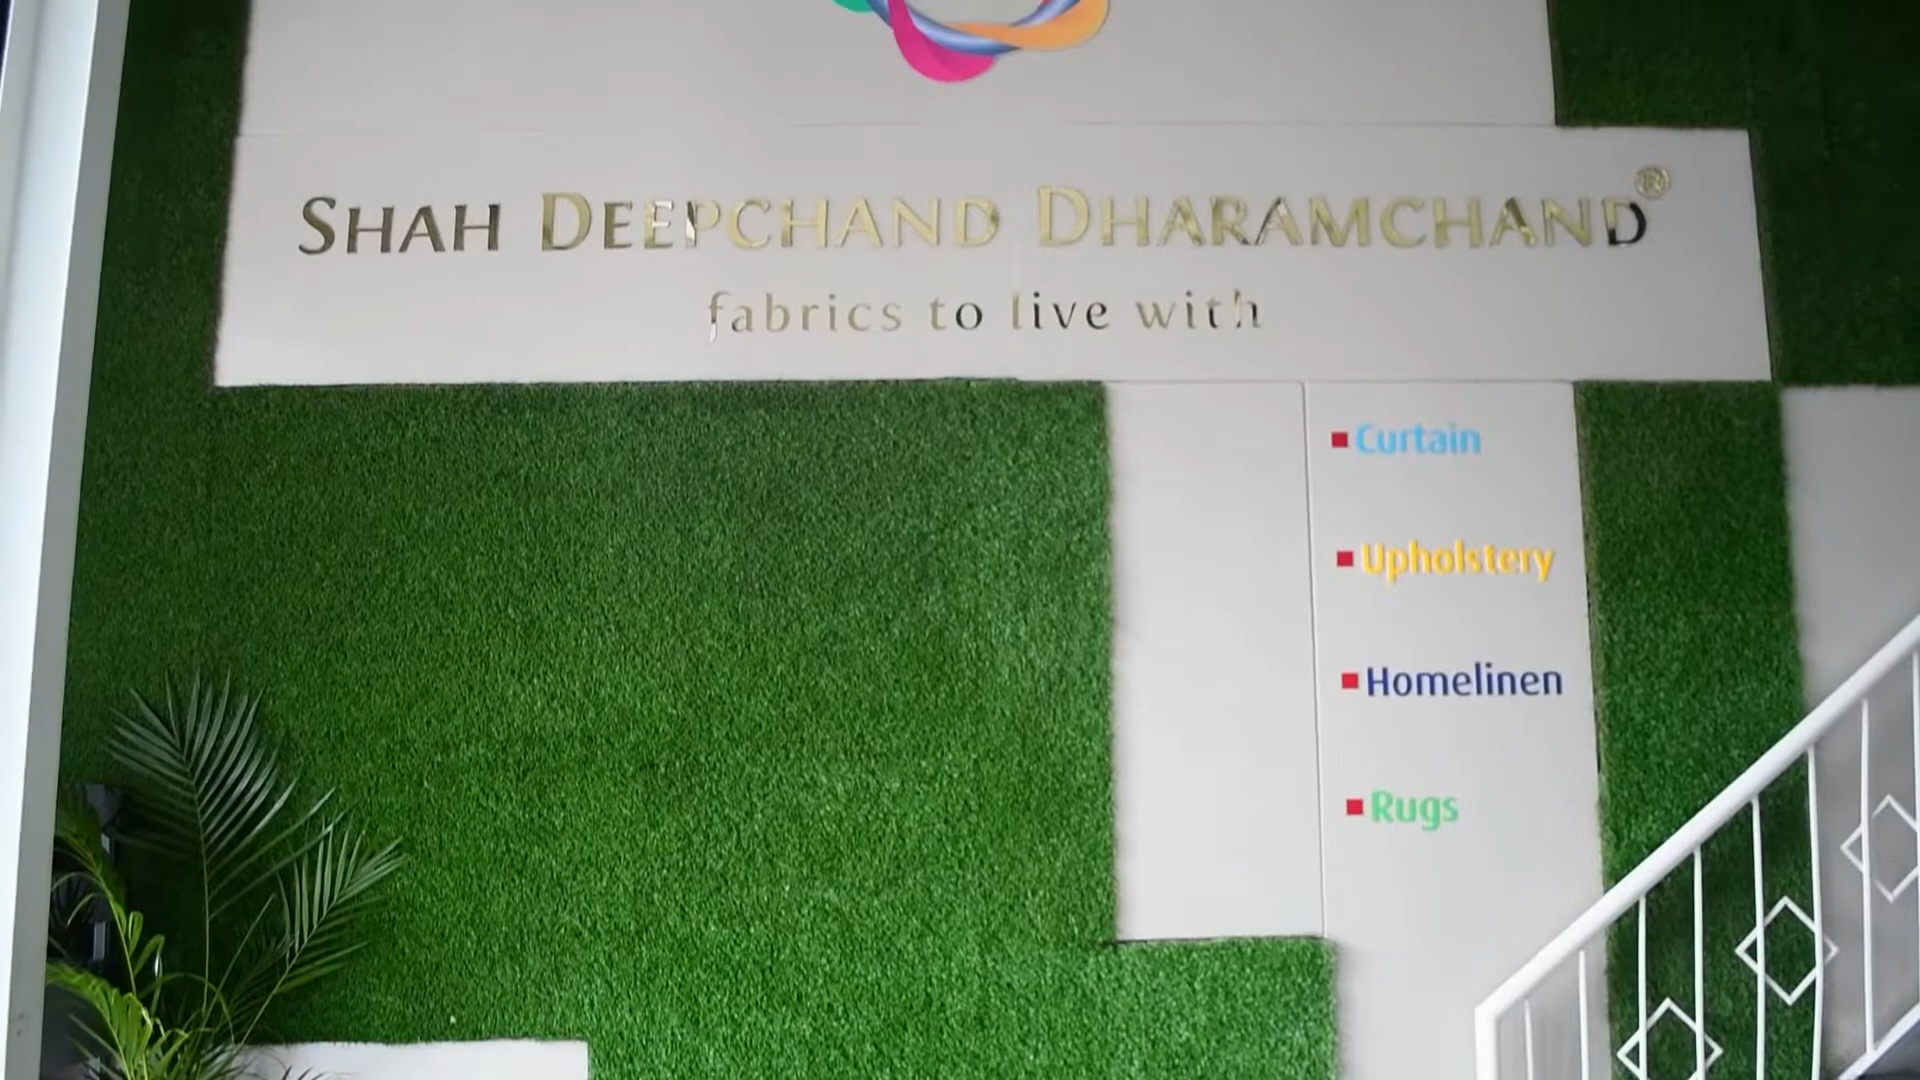 SHAH DEEPCHAND DHARAMCHAND®
fabrics to live with
Curtain
Upholstery
Homelinen
Rugs